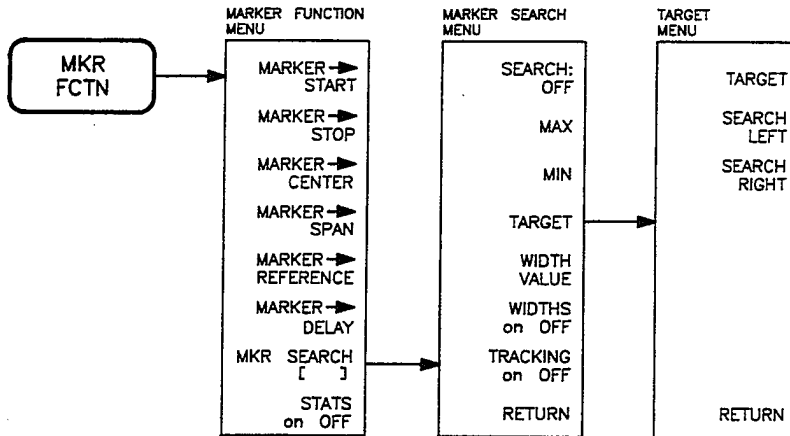 MKR
FCTN
MARKER FUNCTION
MENU
MARKER→
START
MARKER→
STOP
MARKER→
CENTER
MARKER→
SPAN
MARKER→
REFERENCE
MARKER→
DELAY
MKR SEARCH
[ ]
STATS
on OFF
MARKER SEARCH
MENU
SEARCH:
OFF
MAX
MIN
TARGET
WIDTH
VALUE
WIDTHS
on OFF
TRACKING
on OFF
RETURN
TARGET
MENU
TARGET
SEARCH
LEFT
SEARCH
RIGHT
RETURN